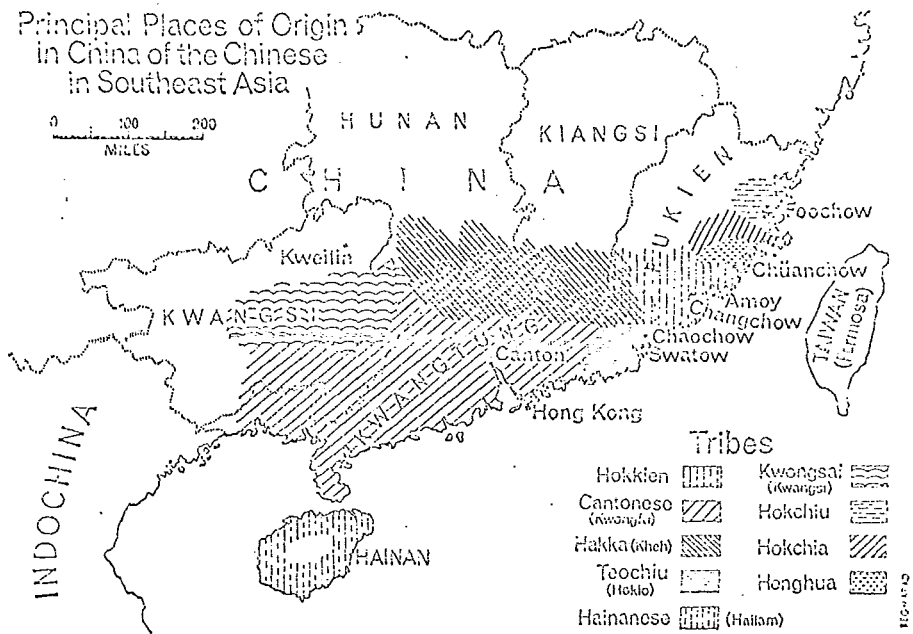 Principal Places of Origin
in China of the Chinese
in Southeast Asia
0 100 200
MILES
HUNAN
KIANGSI
CHINA
FUKIEN
Foochow
Kweilin
Chüanchow
KWANGSI
Amoy
Changchow
Chaochow
Swatow
TAIWAN
(Formosa)
KWANGTUNG
Canton
Hong Kong
INDOCHINA
HAINAN
Tribes
Hokkien
Cantonese
(Kwongfu)
Hakka (Kheh)
Teochiu
(Hoklo)
Hainanese (Hailam)
Kwongsai
(Kwangsi)
Hokchiu
Hokchia
Henghua